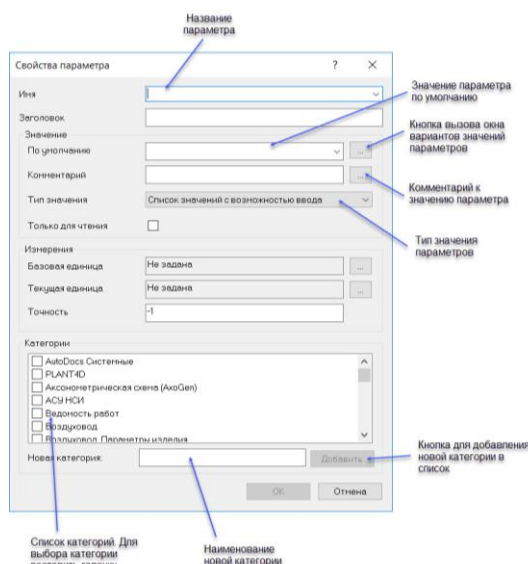 Название
параметра
Свойства параметра ? ×
Имя
Значение параметра
по умолчанию
Заголовок
Значение
По умолчанию ...
Кнопка вызова окна
вариантов значений
параметров
Комментарий ...
Комментарий к
значению параметра
Тип значения Список значений с возможностью ввода
Только для чтения
Тип значения
параметров
Измерения
Базовая единица Не задана ...
Текущая единица Не задана ...
Точность -1
Категории
AutoDocs Системные
PLANT4D
Аксонометрическая схема (AxoGen)
АСУ НСИ
Ведомость работ
Воздуховод
Воздуховод. Параметры изделия
Новая категория: Добавить
Кнопка для добавления
новой категории в
список
OK Отмена
Список категорий. Для
выбора категории
Наименование
новой категории